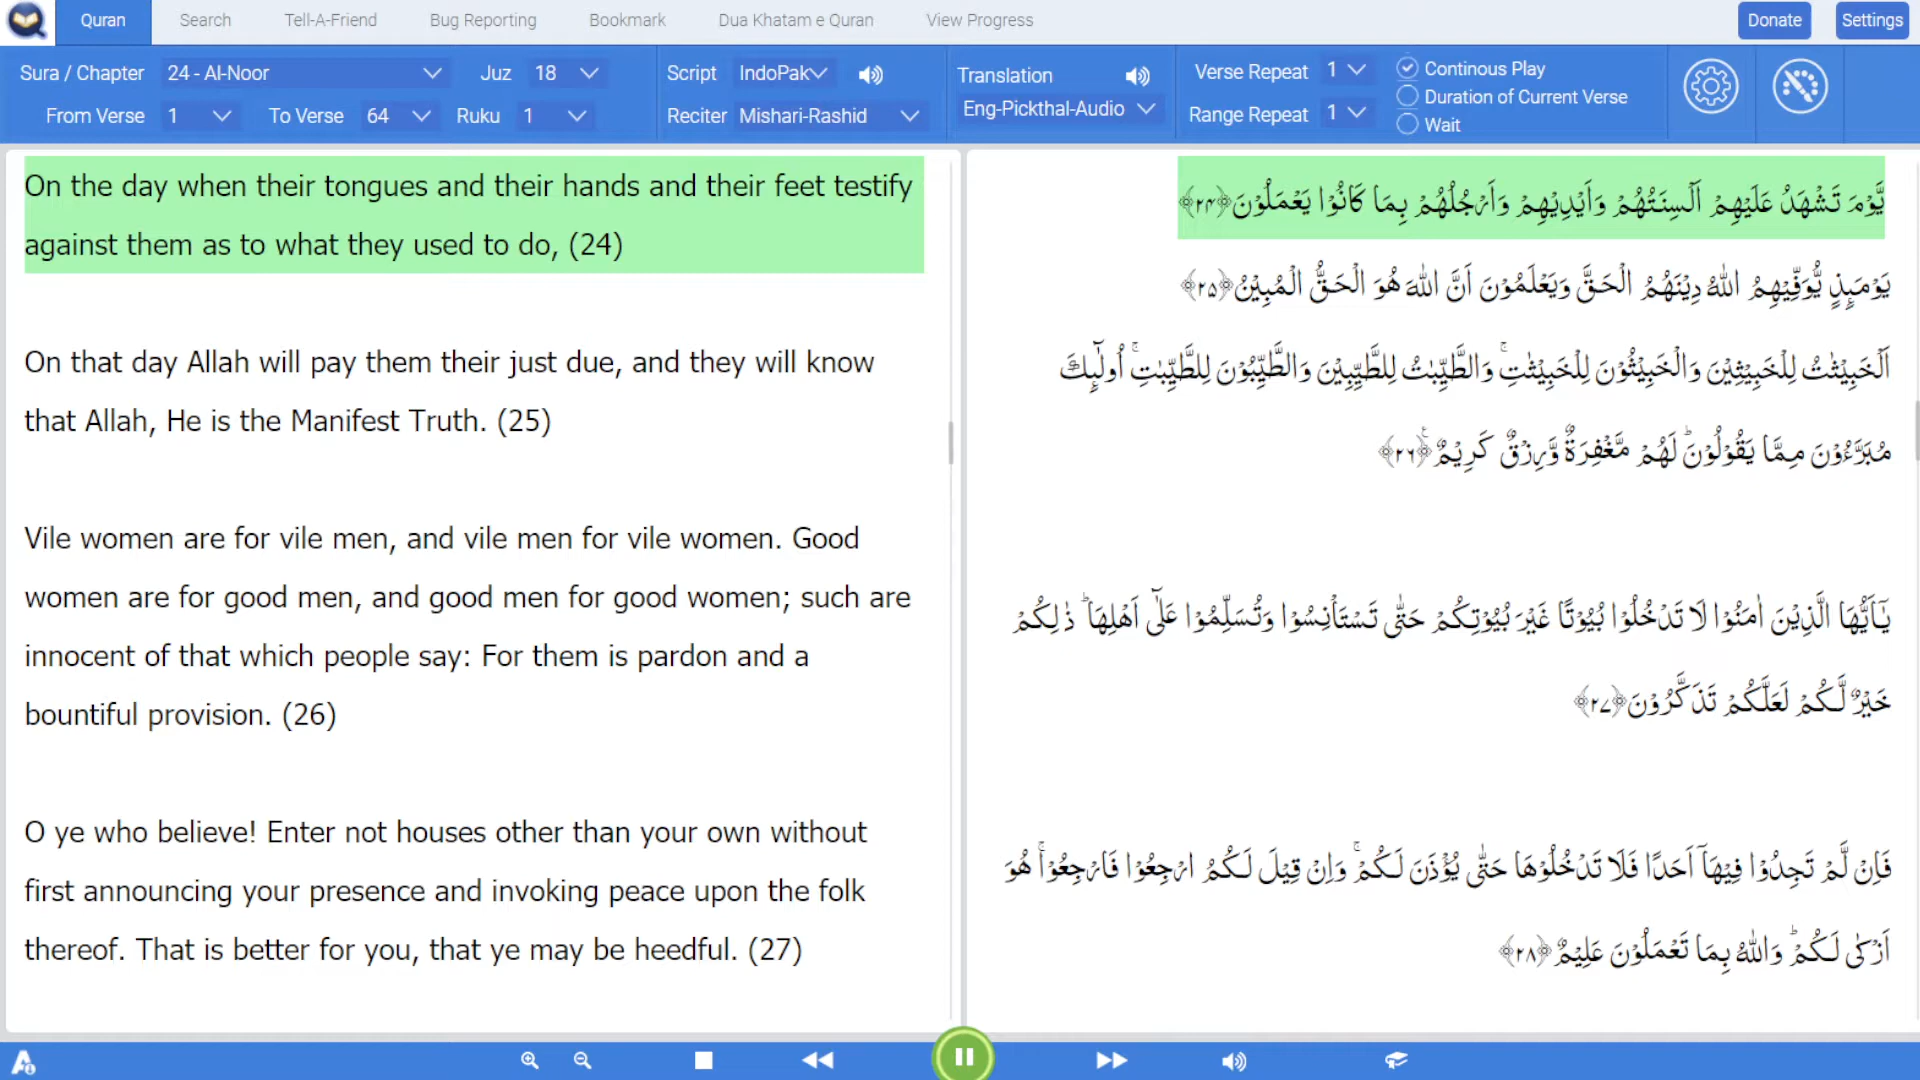 Quran Search Tell-A-Friend Bug Reporting Bookmark Dua Khatam e Quran View Progress Donate Settings
Sura / Chapter 24 - Al-Noor Juz 18 Script IndoPak Translation Verse Repeat 1 Continous Play
From Verse 1 To Verse 64 Ruku 1 Reciter Mishari-Rashid Eng-Pickthal-Audio Range Repeat 1 Duration of Current Verse
Wait
On the day when their tongues and their hands and their feet testify
against them as to what they used to do, (24)
On that day Allah will pay them their just due, and they will know
that Allah, He is the Manifest Truth. (25)
Vile women are for vile men, and vile men for vile women. Good
women are for good men, and good men for good women; such are
innocent of that which people say: For them is pardon and a
bountiful provision. (26)
O ye who believe! Enter not houses other than your own without
first announcing your presence and invoking peace upon the folk
thereof. That is better for you, that ye may be heedful. (27)
يَّوْمَ تَشْهَدُ عَلَيْهِمْ اَلْسِنَتُهُمْ وَاَيْدِيْهِمْ وَاَرْجُلُهُمْ بِمَا كَانُوْا يَعْمَلُوْنَ﴿۲۴﴾
يَوْمَىِٕذٍ يُّوَفِّيْهِمُ اللّٰهُ دِيْنَهُمُ الْحَقَّ وَيَعْلَمُوْنَ اَنَّ اللّٰهَ هُوَ الْحَقُّ الْمُبِيْنُ﴿۲۵﴾
اَلْخَبِيْثٰتُ لِلْخَبِيْثِيْنَ وَالْخَبِيْثُوْنَ لِلْخَبِيْثٰتِ‌ۚ وَالطَّيِّبٰتُ لِلطَّيِّبِيْنَ وَالطَّيِّبُوْنَ لِلطَّيِّبٰتِ‌ۚ اُولٰٓىِٕكَ
مُبَرَّءُوْنَ مِمَّا يَقُوْلُوْنَ‌ؕ لَهُمْ مَّغْفِرَةٌ وَّرِزْقٌ كَرِيْمٌ۠﴿۲۶﴾
يٰۤاَيُّهَا الَّذِيْنَ اٰمَنُوْا لَا تَدْخُلُوْا بُيُوْتًا غَيْرَ بُيُوْتِكُمْ حَتّٰى تَسْتَاْنِسُوْا وَتُسَلِّمُوْا عَلٰٓى اَهْلِهَا‌ؕ ذٰلِكُمْ
خَيْرٌ لَّكُمْ لَعَلَّكُمْ تَذَكَّرُوْنَ﴿۲۷﴾
فَاِنْ لَّمْ تَجِدُوْا فِيْهَاۤ اَحَدًا فَلَا تَدْخُلُوْهَا حَتّٰى يُؤْذَنَ لَكُمْ‌ۚ وَاِنْ قِيْلَ لَكُمُ ارْجِعُوْا فَارْجِعُوْا‌ۚ هُوَ
اَزْكٰى لَكُمْ‌ؕ وَاللّٰهُ بِمَا تَعْمَلُوْنَ عَلِيْمٌ﴿۲۸﴾